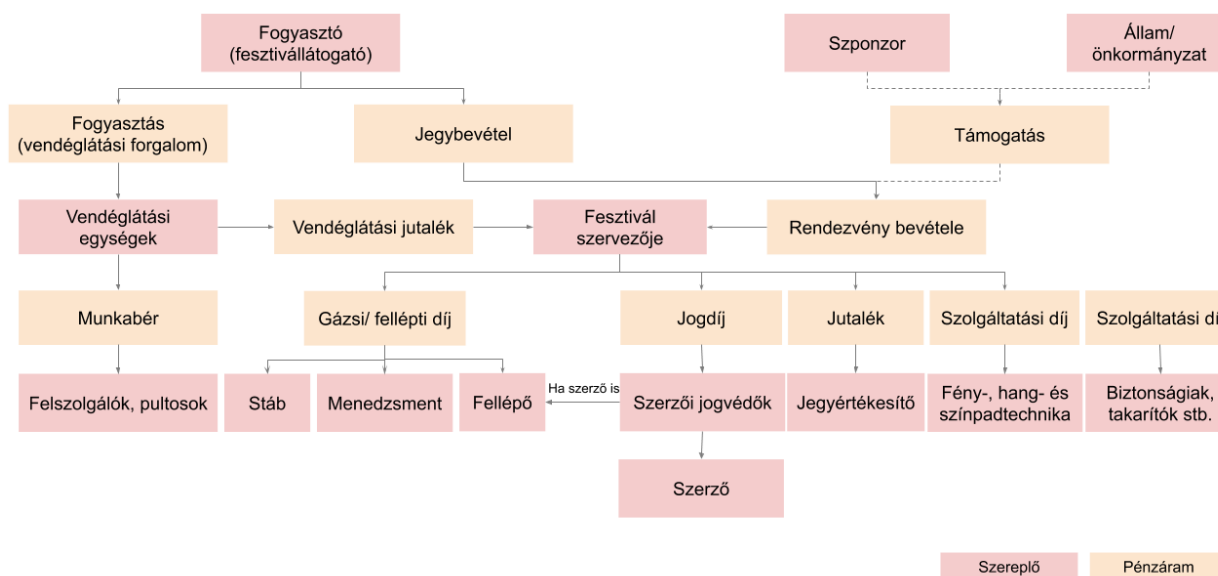 Fogyasztó
(fesztivállátogató)
Szponzor
Állam/
önkormányzat
Fogyasztás
(vendéglátási forgalom)
Jegybevétel
Támogatás
Vendéglátási
egységek
Vendéglátási jutalék
Fesztivál
szervezője
Rendezvény bevétele
Munkabér
Gázsi/ fellépti díj
Jogdíj
Jutalék
Szolgáltatási díj
Szolgáltatási dí
Felszolgálók, pultosok
Stáb
Menedzsment
Fellépő
Ha szerző is
Szerzői jogvédők
Jegyértékesítő
Fény-, hang- és
színpadtechnika
Biztonságiak,
takarítók stb.
Szerző
Szereplő
Pénzáram